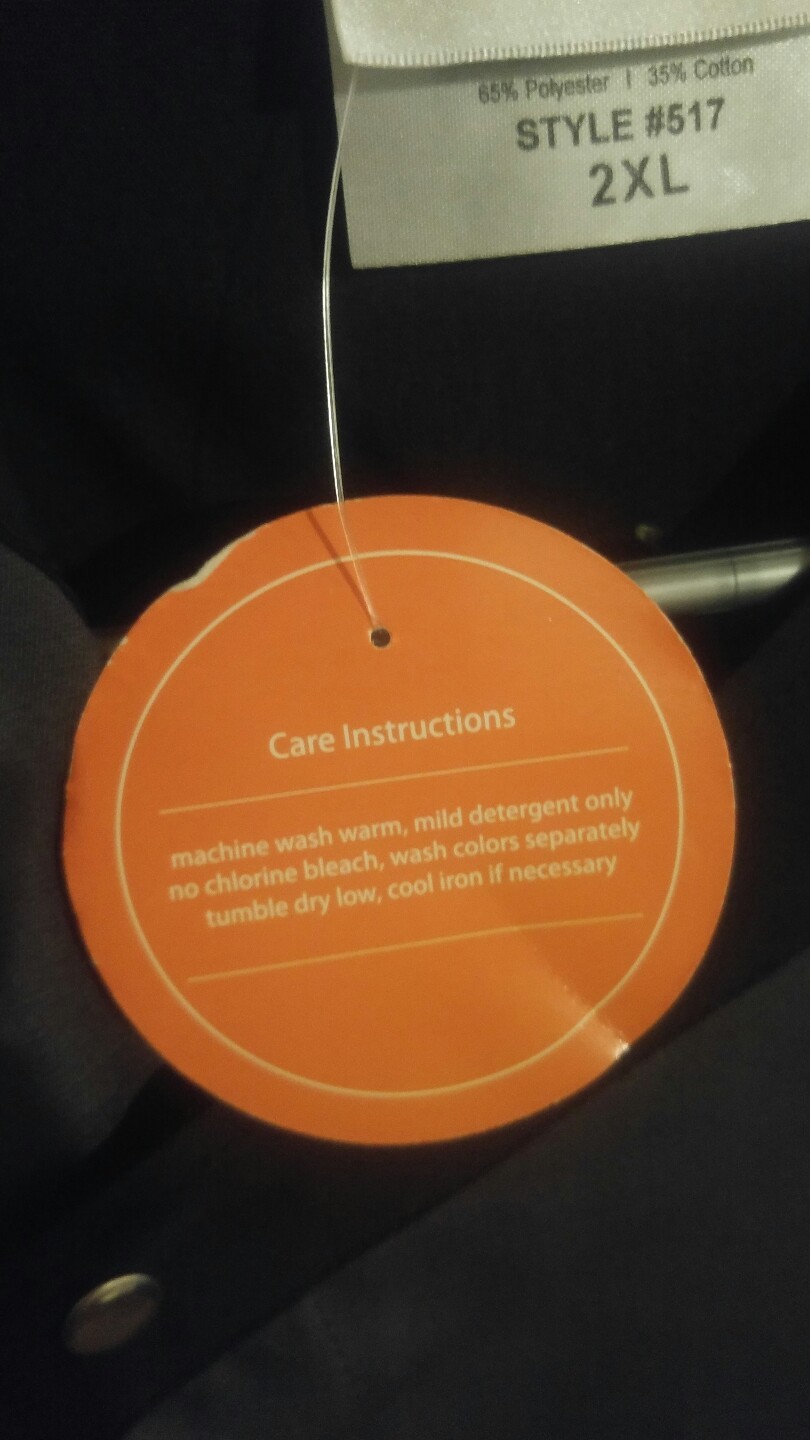 65% Polyester | 35% Cotton
STYLE #517
2XL
Care Instructions
machine wash warm, mild detergent only
no chlorine bleach, wash colors separately
tumble dry low, cool iron if necessary